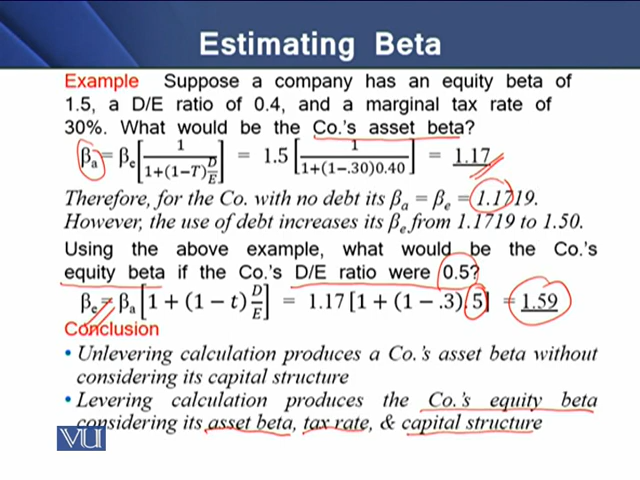 Estimating Beta
Example Suppose a company has an equity beta of
1.5, a D/E ratio of 0.4, and a marginal tax rate of
30%. What would be the Co.'s asset beta?
βa = βe[1/(1+(1−T)D/E)] = 1.5 [1/(1+(1−.30)0.40)] = 1.17
Therefore, for the Co. with no debt its βa = βe = 1.1719.
However, the use of debt increases its βe from 1.1719 to 1.50.
Using the above example, what would be the Co.'s
equity beta if the Co.'s D/E ratio were 0.5?
βe = βa[1 + (1 − t)D/E] = 1.17[1 + (1 − .3).5] = 1.59
Conclusion
• Unlevering calculation produces a Co.'s asset beta without
considering its capital structure
• Levering calculation produces the Co.'s equity beta
considering its asset beta, tax rate, & capital structure
VU